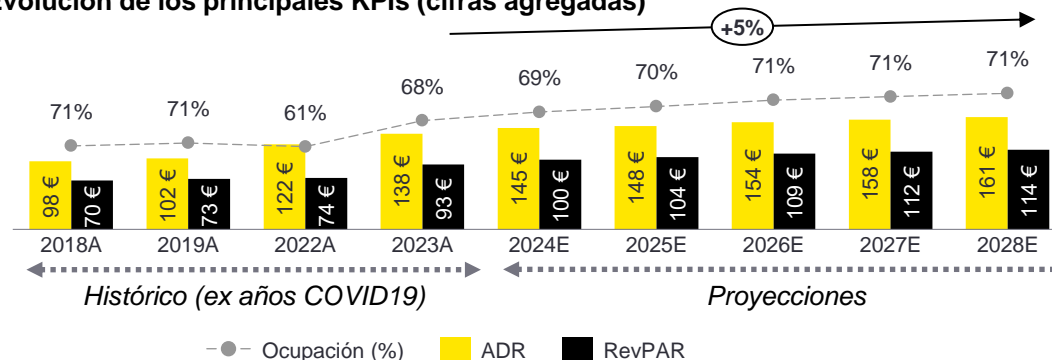 Evolución de los principales KPIs (cifras agregadas)
+5%
71% 71% 61% 68% 69% 70% 71% 71% 71%
98 € 70 € 102 € 73 € 122 € 74 € 138 € 93 € 145 € 100 € 148 € 104 € 154 € 109 € 158 € 112 € 161 € 114 €
2018A 2019A 2022A 2023A 2024E 2025E 2026E 2027E 2028E
Histórico (ex años COVID19) Proyecciones
Ocupación (%) ADR RevPAR